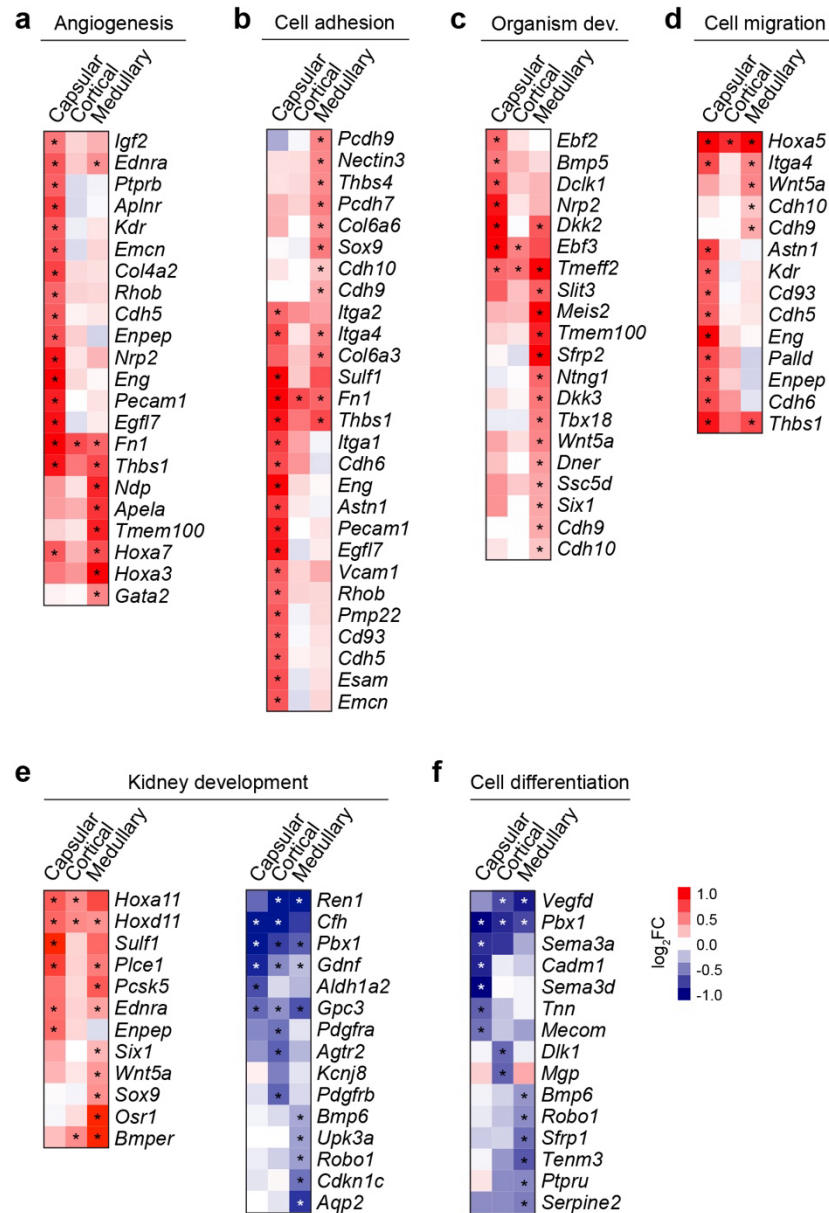 a Angiogenesis
Capsular
Cortical
Medullary
* Igf2
* * Ednra
* Ptprb
* Aplnr
* Kdr
* Emcn
* Col4a2
* Rhob
* Cdh5
* Enpep
* Nrp2
* Eng
* Pecam1
* Egfl7
* * * Fn1
* * Thbs1
* Ndp
* Apela
* Tmem100
* * Hoxa7
* Hoxa3
* Gata2
b Cell adhesion
Capsular
Cortical
Medullary
* Pcdh9
* Nectin3
* Thbs4
* Pcdh7
* Col6a6
* Sox9
* Cdh10
* Cdh9
* Itga2
* * Itga4
* Col6a3
* Sulf1
* * * Fn1
* * Thbs1
* Itga1
* Cdh6
* Eng
* Astn1
* Pecam1
* Egfl7
* Vcam1
* Rhob
* Pmp22
* Cd93
* Cdh5
* Esam
* Emcn
c Organism dev.
Capsular
Cortical
Medullary
* Ebf2
* Bmp5
* Dclk1
* Nrp2
* * Dkk2
* * Ebf3
* * * Tmeff2
* Slit3
* Meis2
* Tmem100
* Sfrp2
* Ntng1
* Dkk3
* Tbx18
* Wnt5a
* Dner
* Ssc5d
* Six1
* Cdh9
* Cdh10
d Cell migration
Capsular
Cortical
Medullary
* * * Hoxa5
* * Itga4
* Wnt5a
* Cdh10
* Cdh9
* Astn1
* Kdr
* Cd93
* Cdh5
* Eng
* Palld
* Enpep
* Cdh6
* * Thbs1
e Kidney development
Capsular
Cortical
Medullary
* * Hoxa11
* * * Hoxd11
* Sulf1
* * Plce1
* Pcsk5
* * Ednra
* Enpep
* Six1
* Wnt5a
* Sox9
* Osr1
* * Bmper
Capsular
Cortical
Medullary
* * Ren1
* * Cfh
* * * Pbx1
* * * Gdnf
* Aldh1a2
* * * Gpc3
* Pdgfra
* Agtr2
Kcnj8
* Pdgfrb
* Bmp6
* Upk3a
* Robo1
* Cdkn1c
* Aqp2
f Cell differentiation
Capsular
Cortical
Medullary
* * Vegfd
* * * Pbx1
* Sema3a
* Cadm1
* Sema3d
* Tnn
* Mecom
* Dlk1
* Mgp
* Bmp6
* Robo1
* Sfrp1
* Tenm3
* Ptpru
* Serpine2
log2FC
1.0
0.5
0.0
-0.5
-1.0